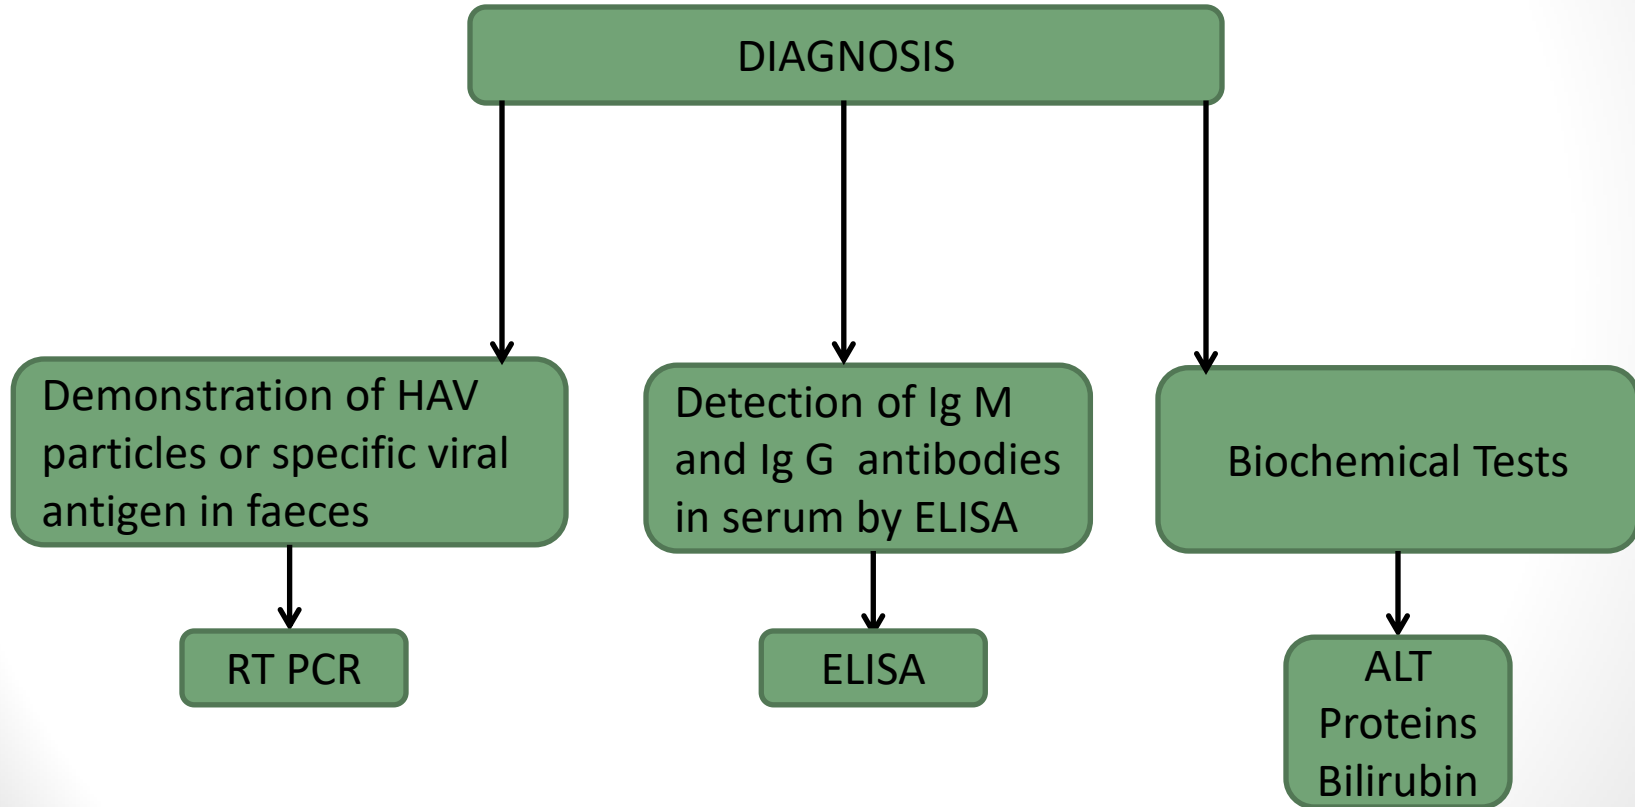 DIAGNOSIS
Demonstration of HAV
particles or specific viral
antigen in faeces
Detection of Ig M
and Ig G  antibodies
in serum by ELISA
Biochemical Tests
RT PCR
ELISA
ALT
Proteins
Bilirubin